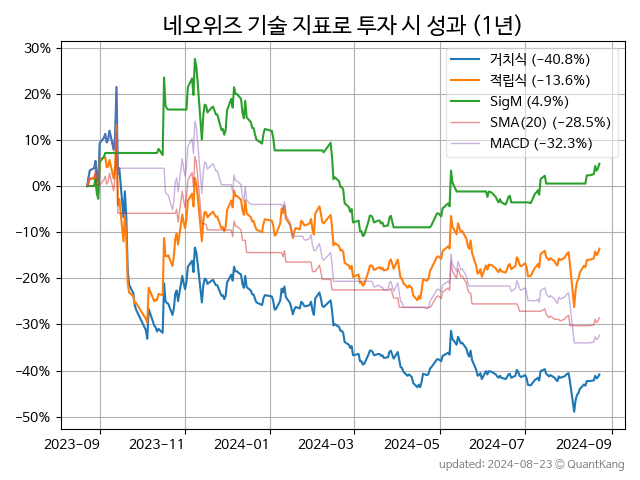 네오위즈 기술 지표로 투자 시 성과 (1년)
30%
20%
10%
0%
−10%
−20%
−30%
−40%
−50%
거치식 (−40.8%)
적립식 (−13.6%)
SigM (4.9%)
SMA(20) (−28.5%)
MACD (−32.3%)
2023-09 2023-11 2024-01 2024-03 2024-05 2024-07 2024-09
updated: 2024-08-23 ⓒ QuantKang